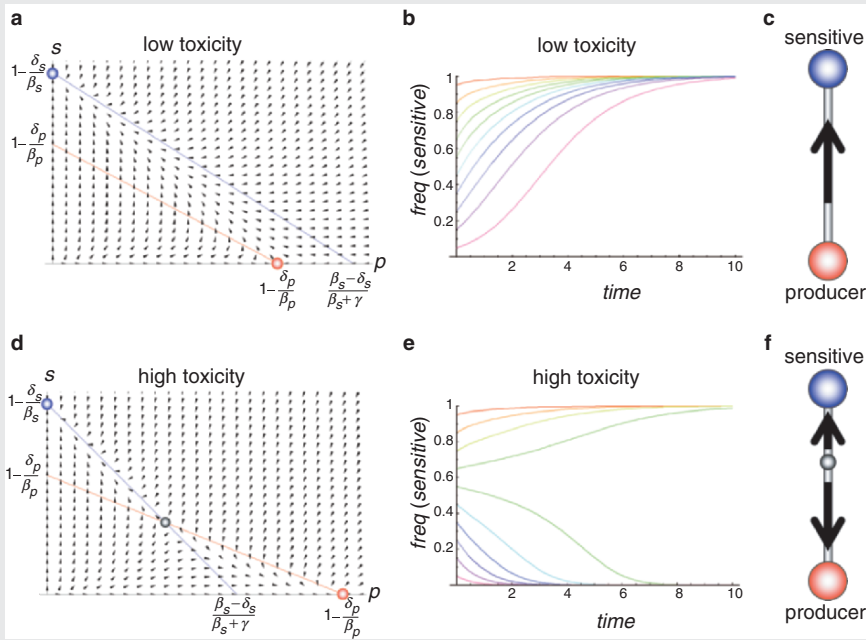 a
s
low toxicity
1−δs/βs
1−δp/βp
p
1−δp/βp
βs−δs/βs+γ
b
low toxicity
freq (sensitive)
1
0.8
0.6
0.4
0.2
2 4 6 8 10
time
c
sensitive
producer
d
s
high toxicity
1−δs/βs
1−δp/βp
p
βs−δs/βs+γ
1−δp/βp
e
high toxicity
freq (sensitive)
1
0.8
0.6
0.4
0.2
2 4 6 8 10
time
f
sensitive
producer